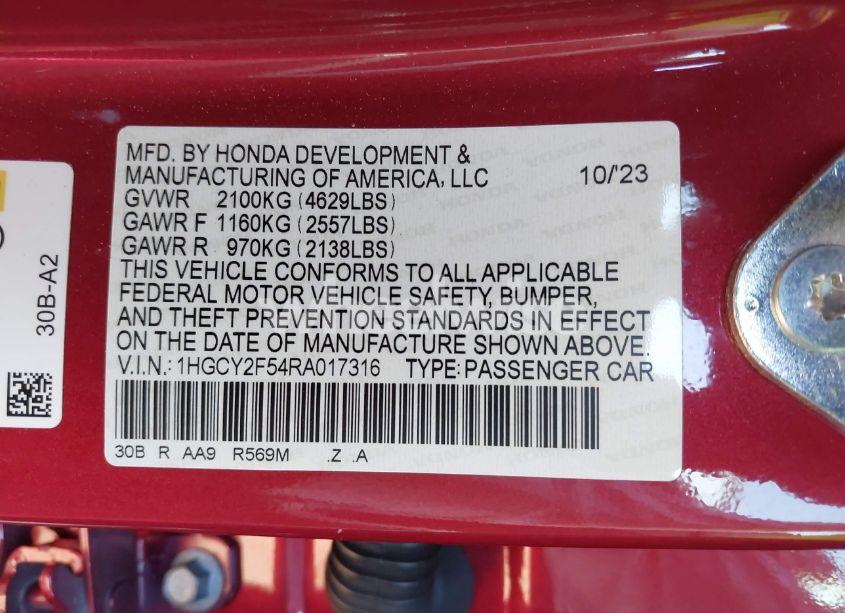 MFD. BY HONDA DEVELOPMENT &
MANUFACTURING OF AMERICA, LLC 10/'23
GVWR 2100KG (4629LBS)
GAWR F 1160KG (2557LBS)
GAWR R 970KG (2138LBS)
THIS VEHICLE CONFORMS TO ALL APPLICABLE
FEDERAL MOTOR VEHICLE SAFETY, BUMPER,
AND THEFT PREVENTION STANDARDS IN EFFECT
ON THE DATE OF MANUFACTURE SHOWN ABOVE.
V.I.N.: 1HGCY2F54RA017316 TYPE: PASSENGER CAR
30B R AA9 R569M .Z .A
30B-A2